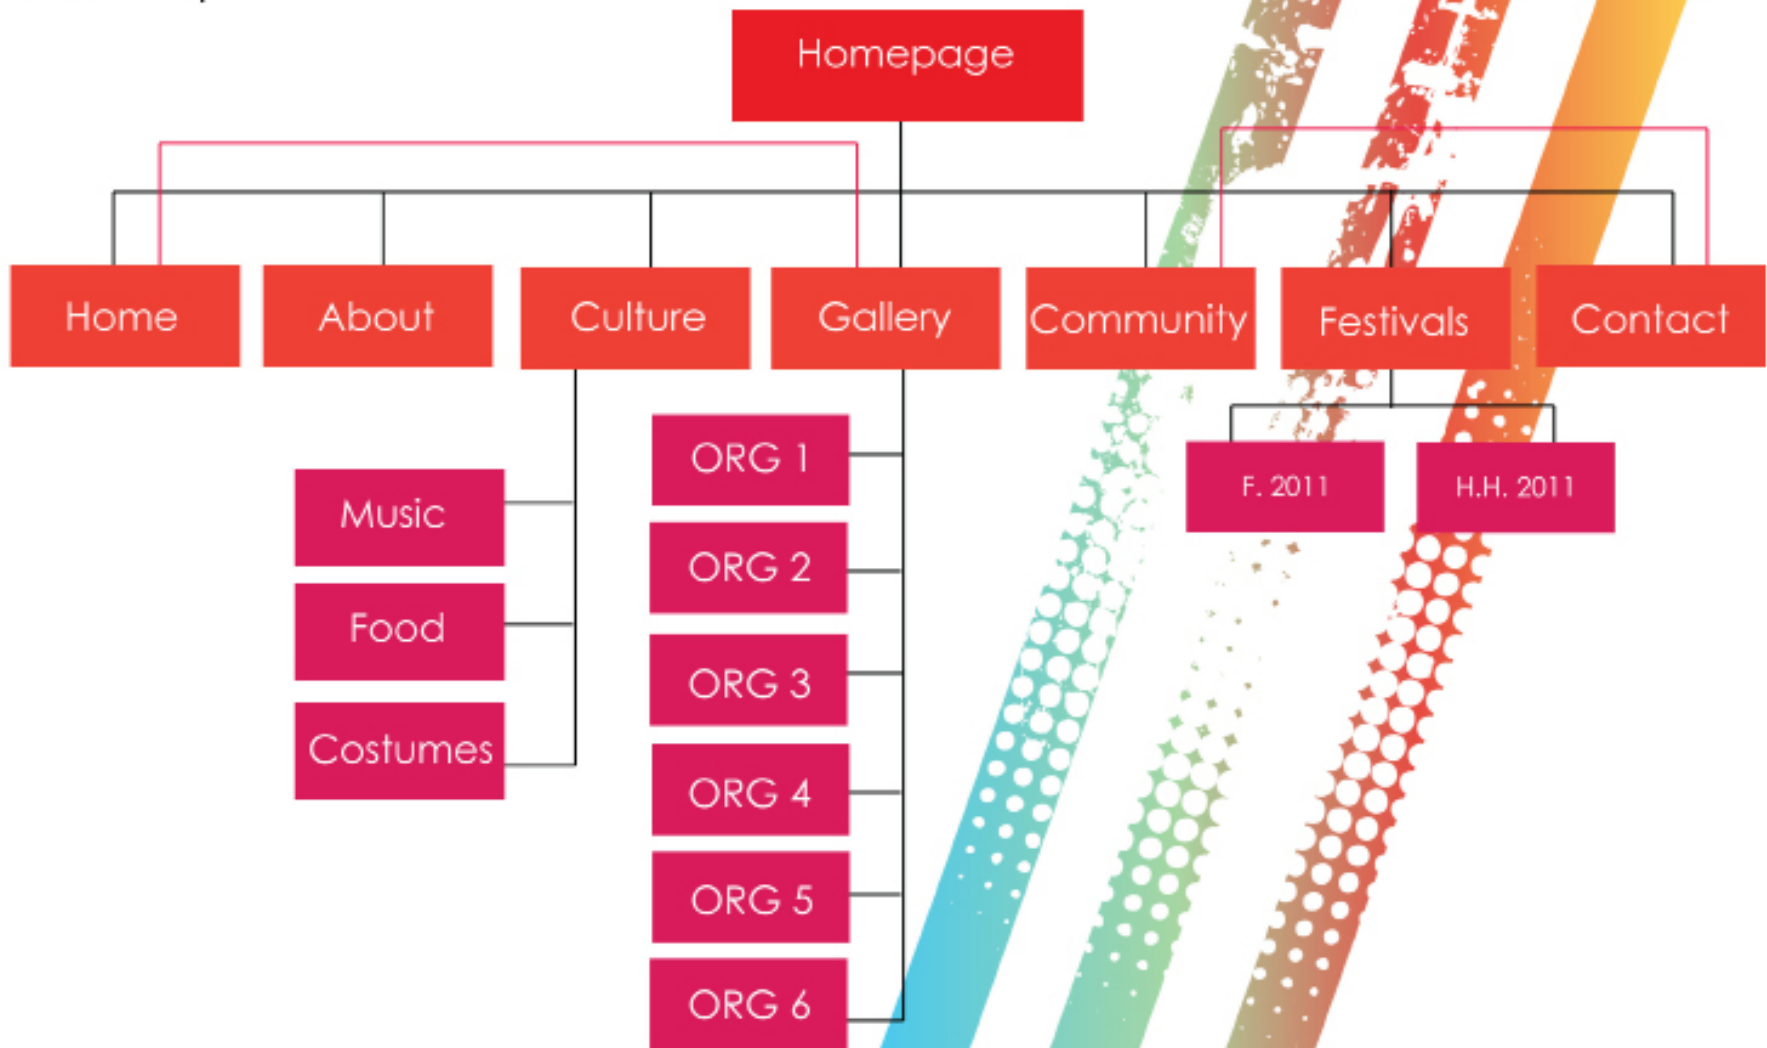 Homepage
Home
About
Culture
Gallery
Community
Festivals
Contact
Music
Food
Costumes
ORG 1
ORG 2
ORG 3
ORG 4
ORG 5
ORG 6
F. 2011
H.H. 2011